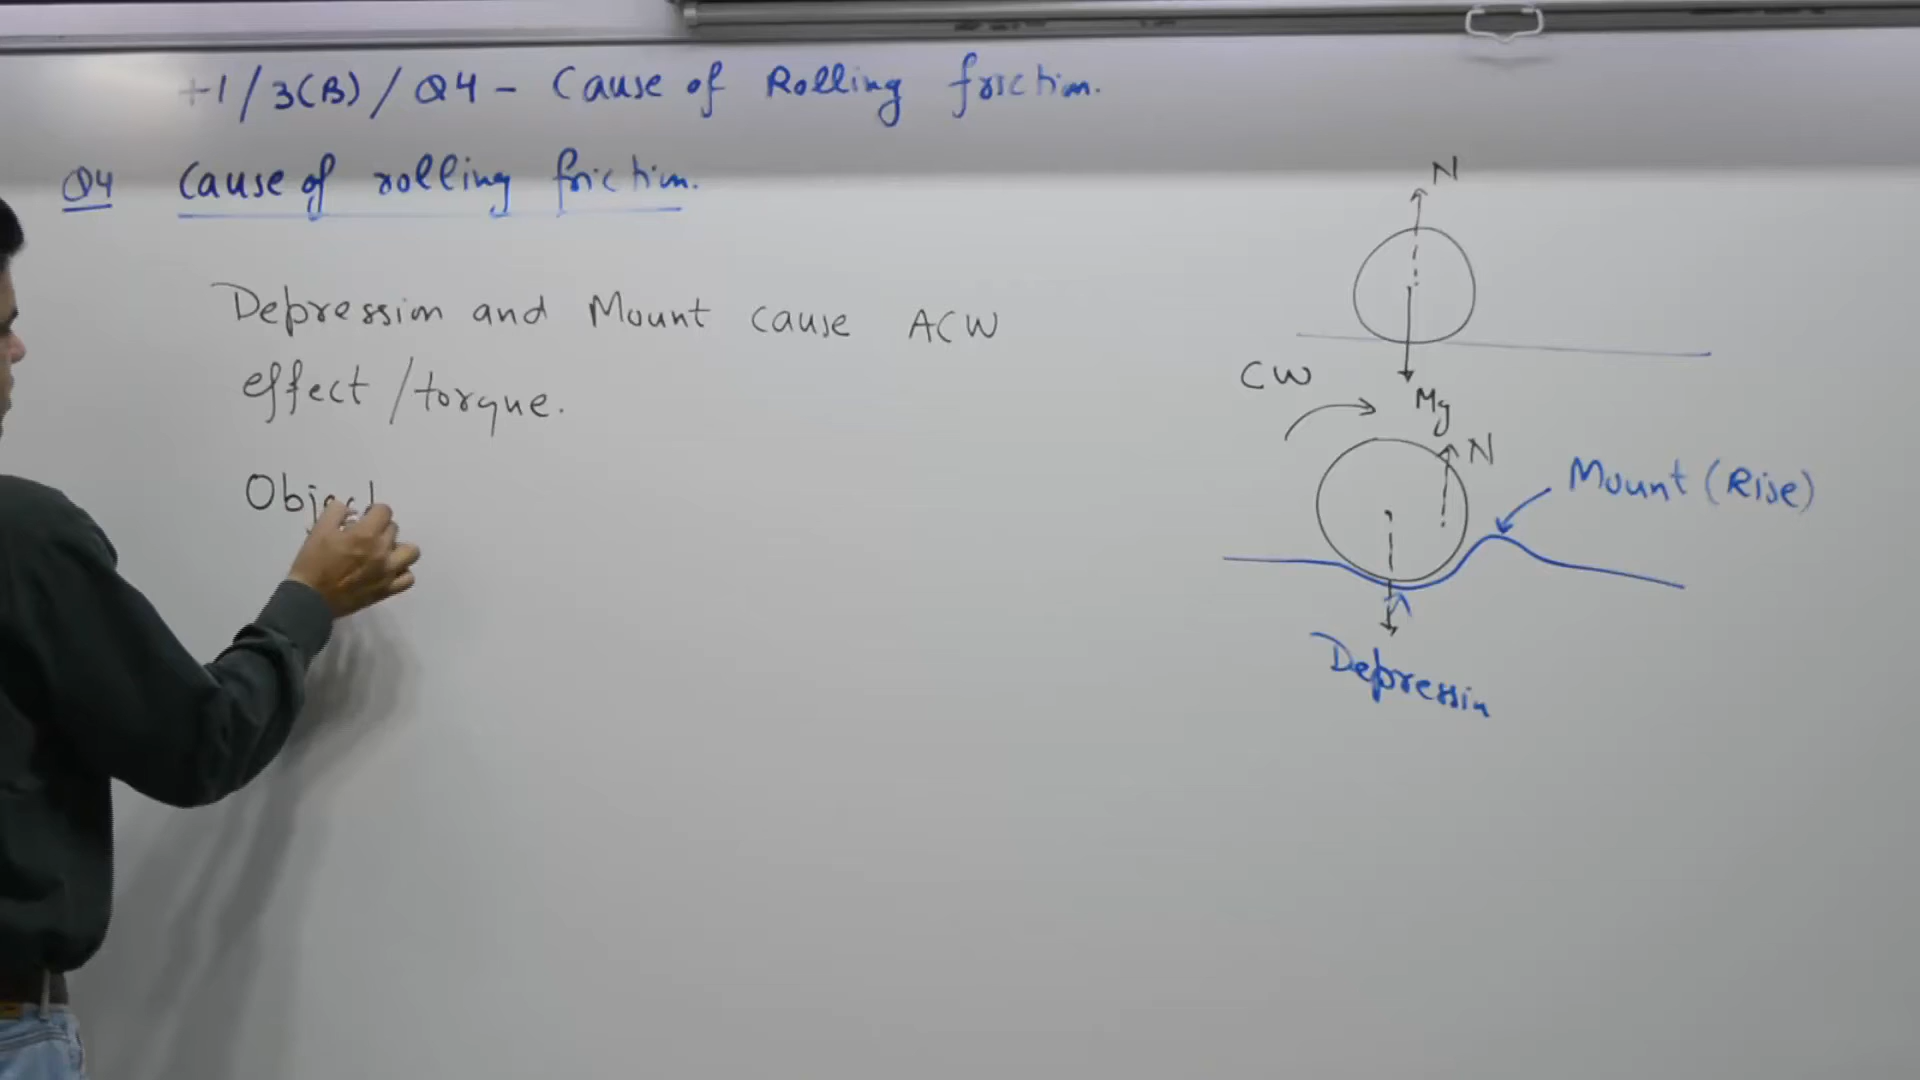 +1/3(B)/Q4 - Cause of Rolling friction.
Q4 Cause of rolling friction.
Depression and Mount cause ACW
effect/torque.
Object
N
Mg
CW
N
Mount (Rise)
Depressin